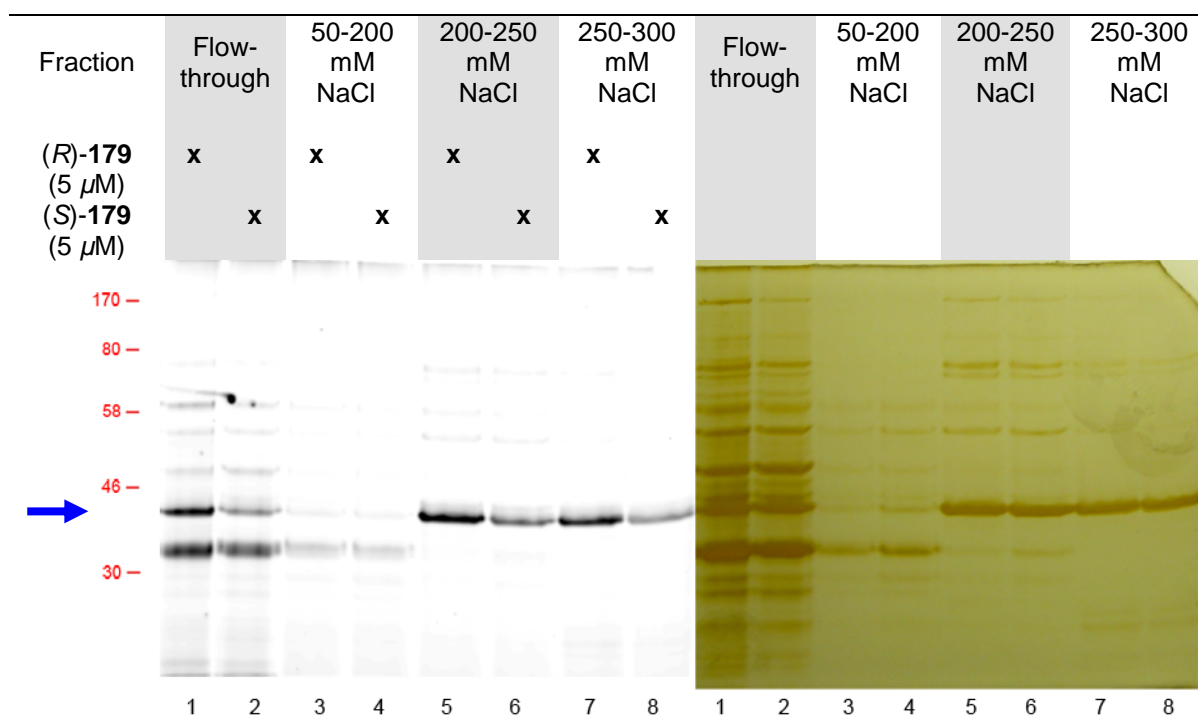 Fraction Flow-through 50-200 mM NaCl 200-250 mM NaCl 250-300 mM NaCl Flow-through 50-200 mM NaCl 200-250 mM NaCl 250-300 mM NaCl
(R)-179 x x x x
(5 µM)
(S)-179 x x x x
(5 µM)
170
80
58
46
30
1 2 3 4 5 6 7 8 1 2 3 4 5 6 7 8